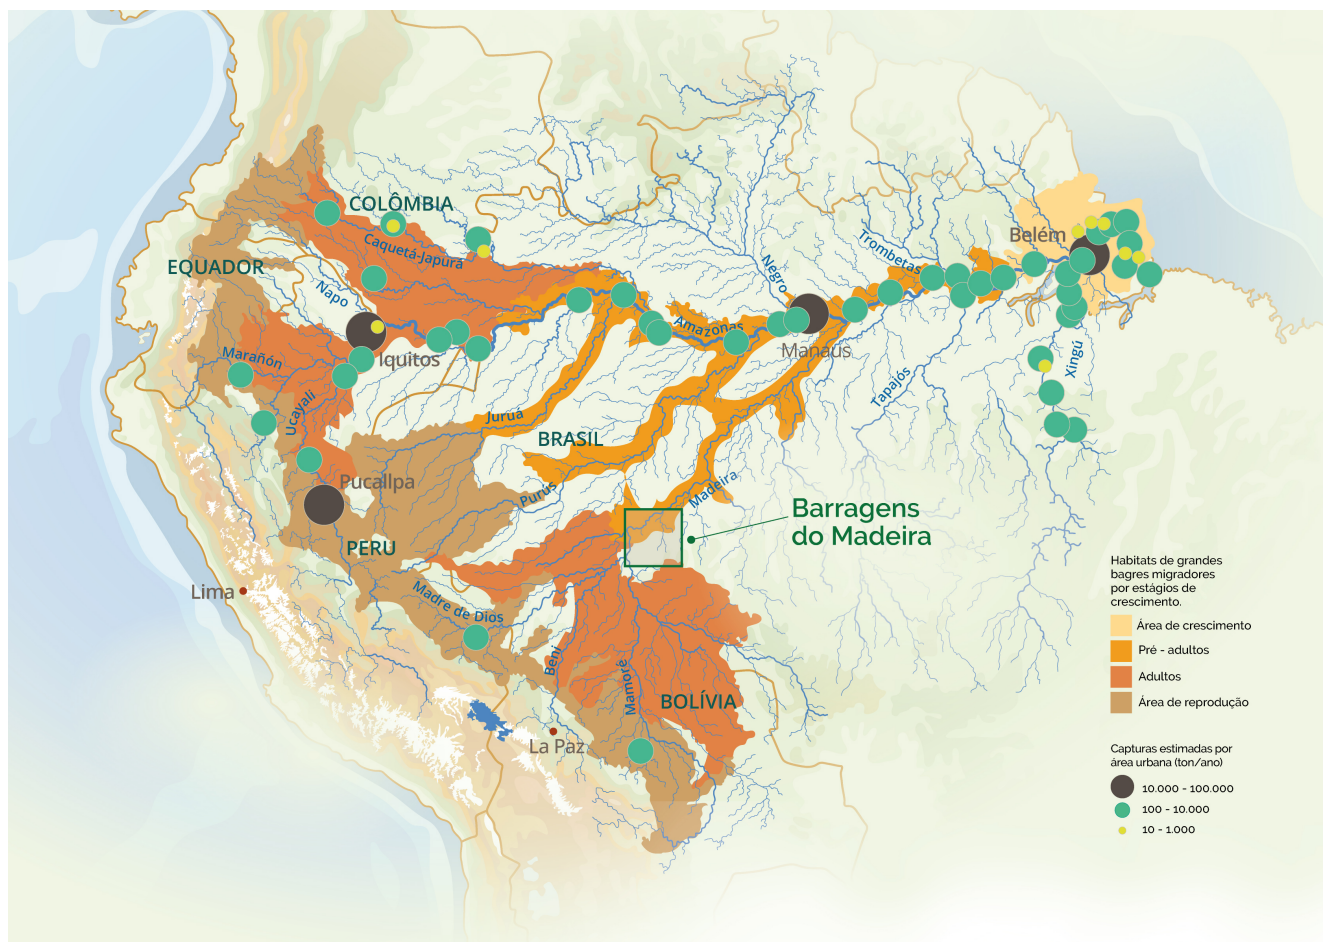 COLÔMBIA
Caquetá-Japurá
EQUADOR
Napo
Negro
Trombetas
Belém
Marañón
Iquitos
Amazonas
Manaus
Xingú
Tapajós
Ucayali
Juruá
BRASIL
Pucallpa
Purús
Madeira
Barragens
do Madeira
PERU
Lima
Madre de Dios
Beni
Mamoré
BOLÍVIA
La Paz
Habitats de grandes
bagres migradores
por estágios de
crescimento.
Área de crescimento
Pré - adultos
Adultos
Área de reprodução
Capturas estimadas por
área urbana (ton/ano)
10.000 - 100.000
100 - 10.000
10 - 1.000